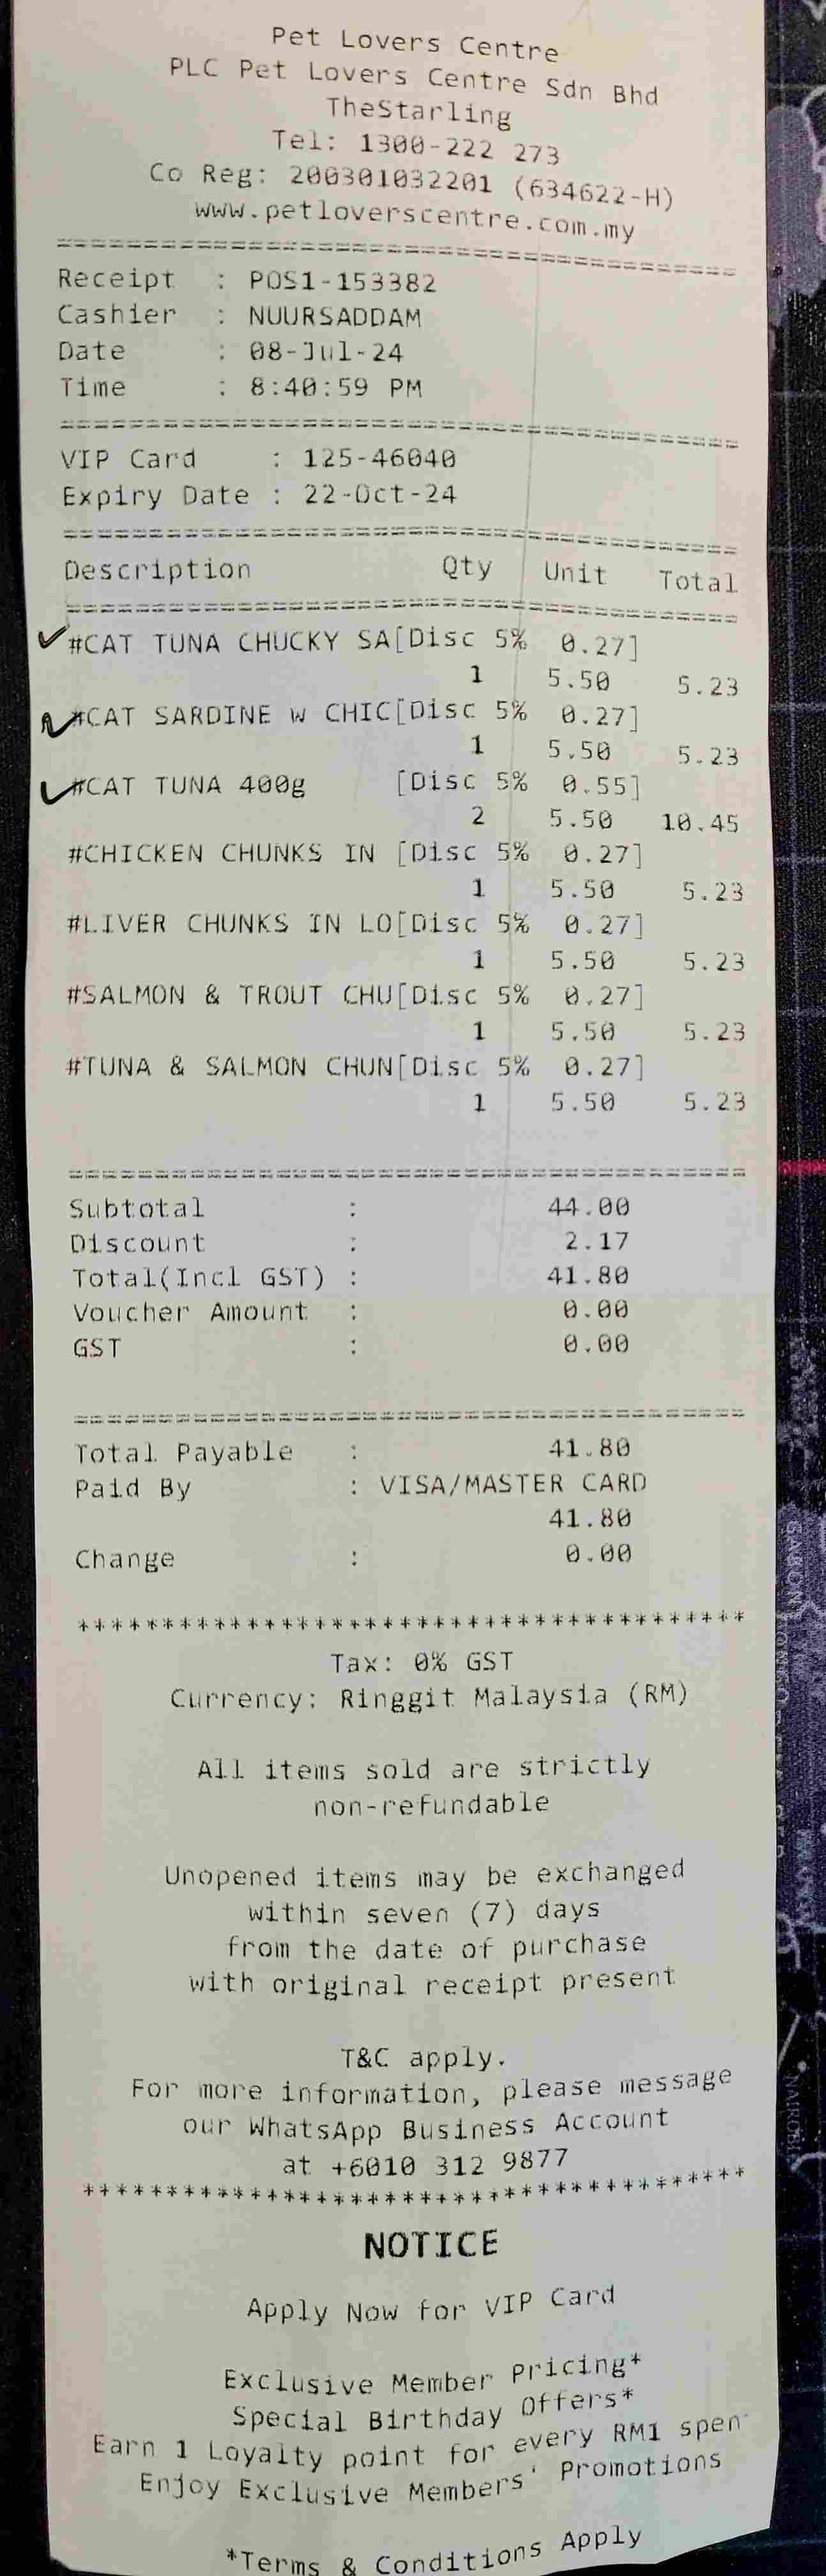 Pet Lovers Centre
PLC Pet Lovers Centre Sdn Bhd
TheStarling
Tel: 1300-222 273
Co Reg: 200301032201 (634622-H)
www.petloverscentre.com.my
Receipt : POS1-153382
Cashier : NUURSADDAM
Date : 08-Jul-24
Time : 8:40:59 PM
VIP Card : 125-46040
Expiry Date : 22-Oct-24
Description Qty Unit Total
#CAT TUNA CHUCKY SA[Disc 5% 0.27]
1 5.50 5.23
#CAT SARDINE w CHIC[Disc 5% 0.27]
1 5.50 5.23
#CAT TUNA 400g [Disc 5% 0.55]
2 5.50 10.45
#CHICKEN CHUNKS IN [Disc 5% 0.27]
1 5.50 5.23
#LIVER CHUNKS IN LO[Disc 5% 0.27]
1 5.50 5.23
#SALMON & TROUT CHU[Disc 5% 0.27]
1 5.50 5.23
#TUNA & SALMON CHUN[Disc 5% 0.27]
1 5.50 5.23
Subtotal : 44.00
Discount : 2.17
Total(Incl GST) : 41.80
Voucher Amount : 0.00
GST : 0.00
Total Payable : 41.80
Paid By : VISA/MASTER CARD
41.80
Change : 0.00
****************************************
Tax: 0% GST
Currency: Ringgit Malaysia (RM)
All items sold are strictly
non-refundable
Unopened items may be exchanged
within seven (7) days
from the date of purchase
with original receipt present
T&C apply.
For more information, please message
our WhatsApp Business Account
at +6010 312 9877
****************************************
NOTICE
Apply Now for VIP Card
Exclusive Member Pricing*
Special Birthday Offers*
Earn 1 Loyalty point for every RM1 spen
Enjoy Exclusive Members' Promotions
*Terms & Conditions Apply
NAIROBI